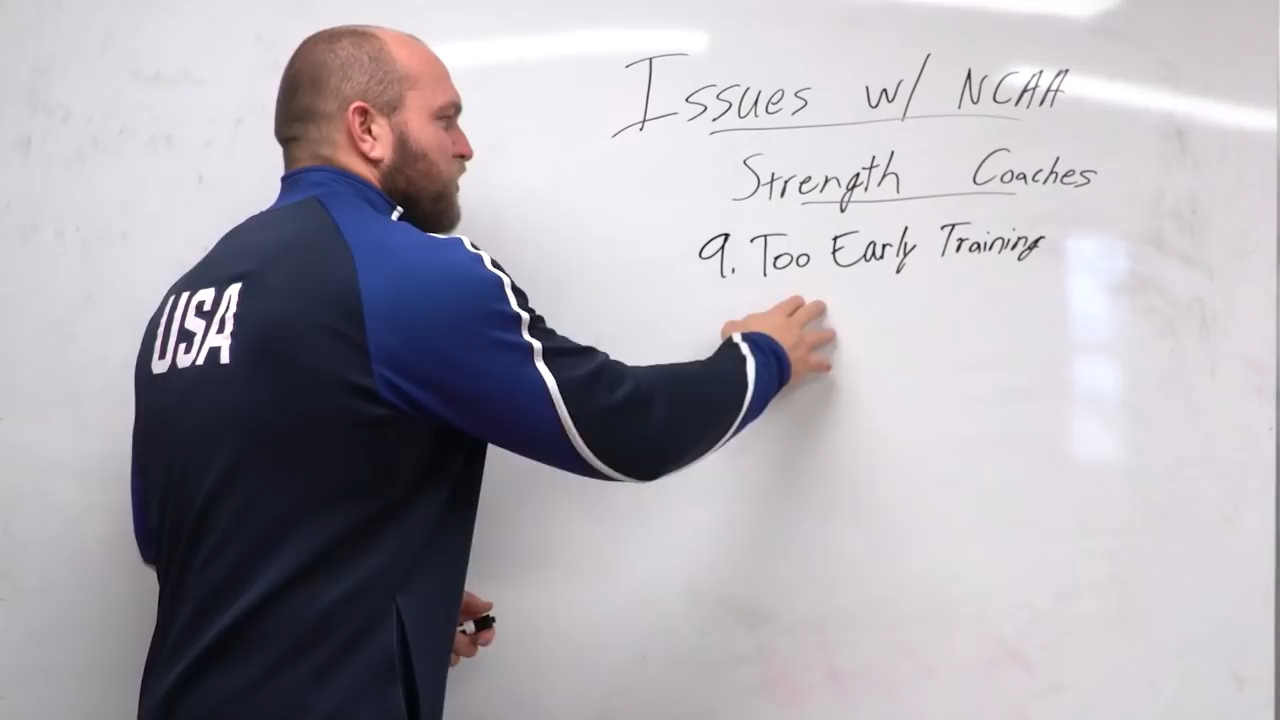 Issues w/ NCAA
Strength Coaches
9. Too Early Training
USA